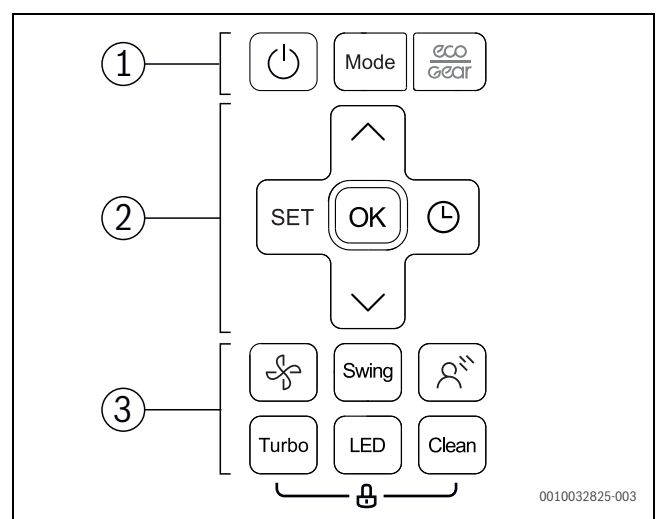 1
Mode
eco
Gear
2
SET OK
3
Swing
Turbo LED Clean
0010032825-003